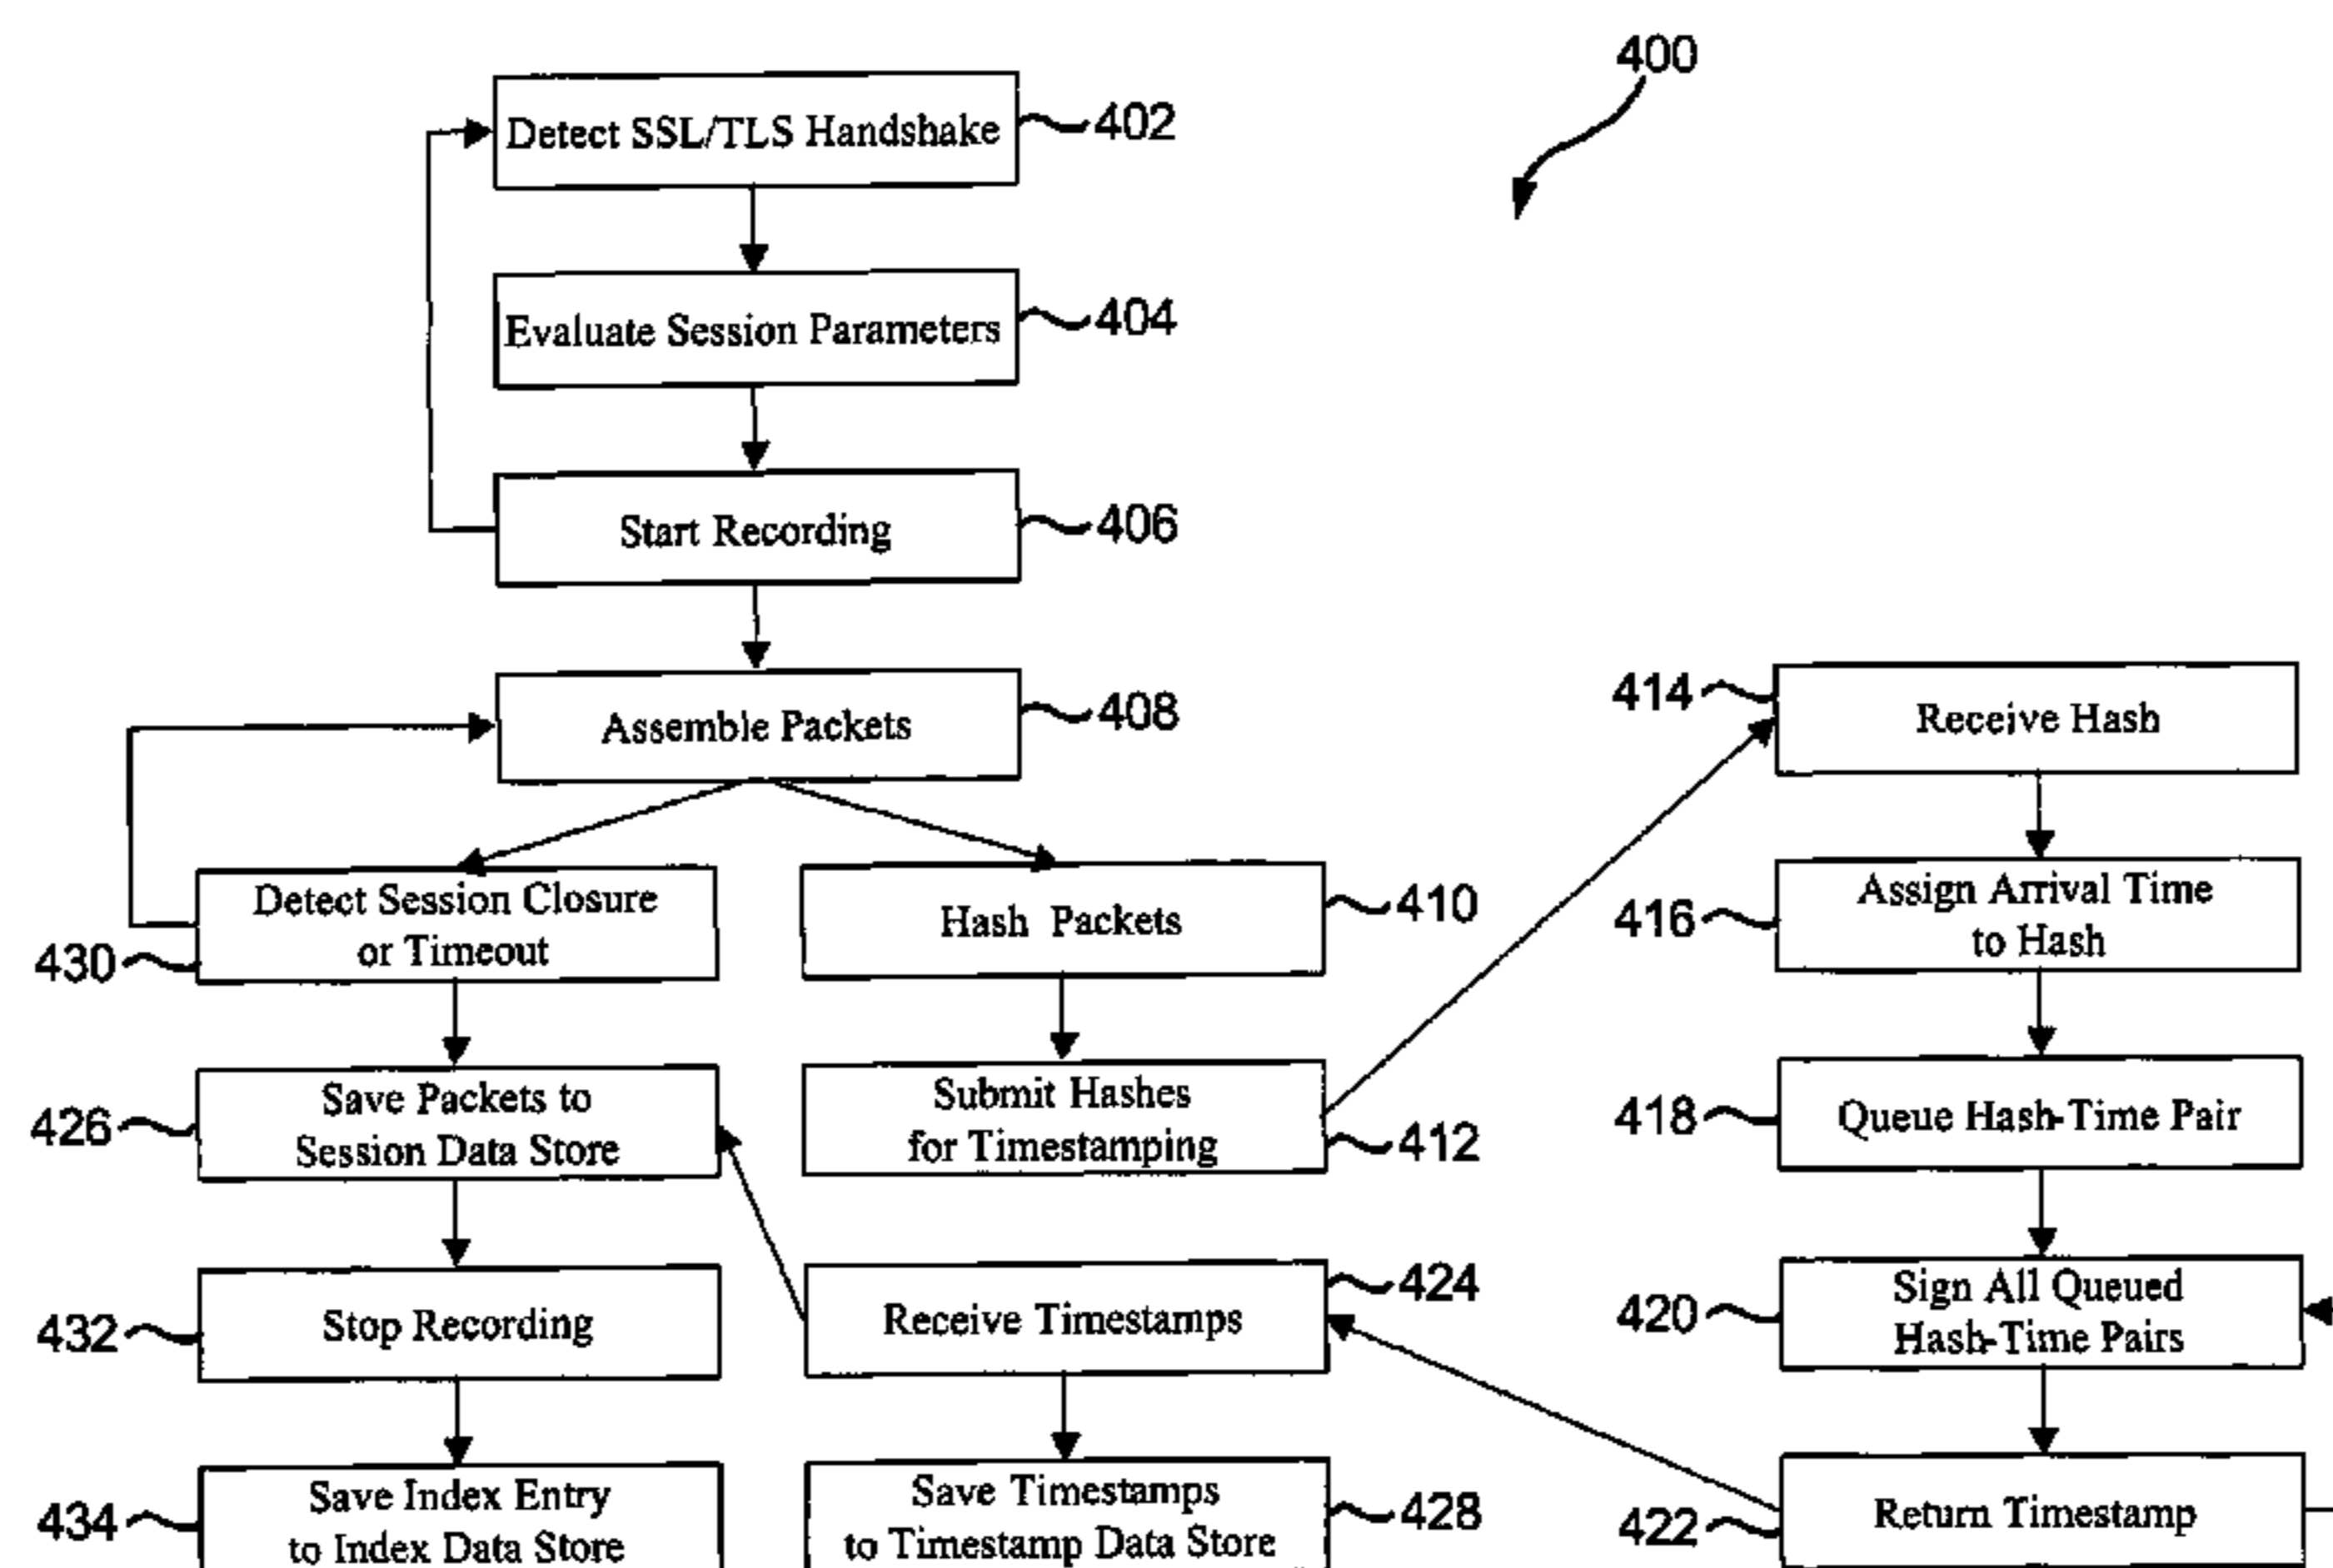 400
Detect SSL/TLS Handshake
402
Evaluate Session Parameters
404
Start Recording
406
Assemble Packets
408
Detect Session Closure
or Timeout
430
Hash Packets
410
Save Packets to
Session Data Store
426
Submit Hashes
for Timestamping
412
Stop Recording
432
Receive Timestamps
424
Save Index Entry
to Index Data Store
434
Save Timestamps
to Timestamp Data Store
428
414
Receive Hash
416
Assign Arrival Time
to Hash
418
Queue Hash-Time Pair
420
Sign All Queued
Hash-Time Pairs
422
Return Timestamp